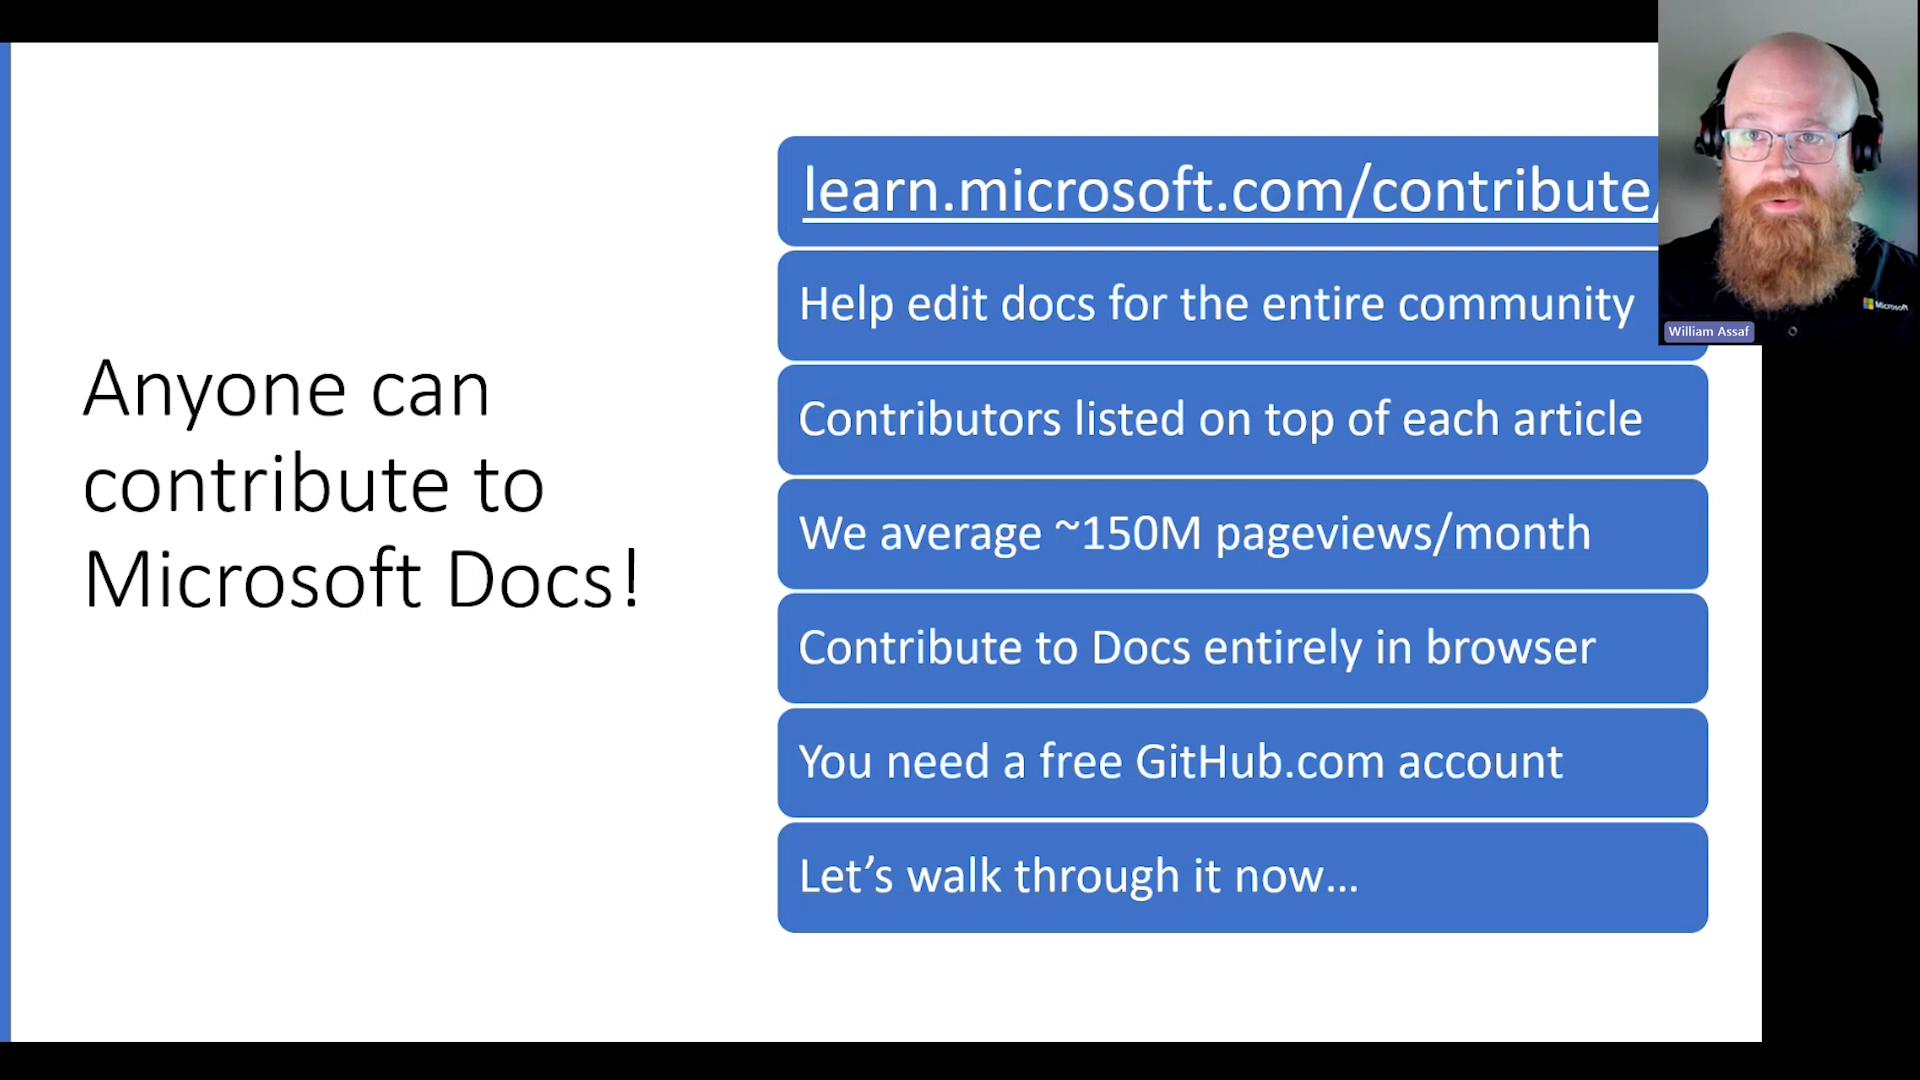 Anyone can
contribute to
Microsoft Docs!
learn.microsoft.com/contribute/
Help edit docs for the entire community
Contributors listed on top of each article
We average ~150M pageviews/month
Contribute to Docs entirely in browser
You need a free GitHub.com account
Let’s walk through it now…
Microsoft
William Assaf